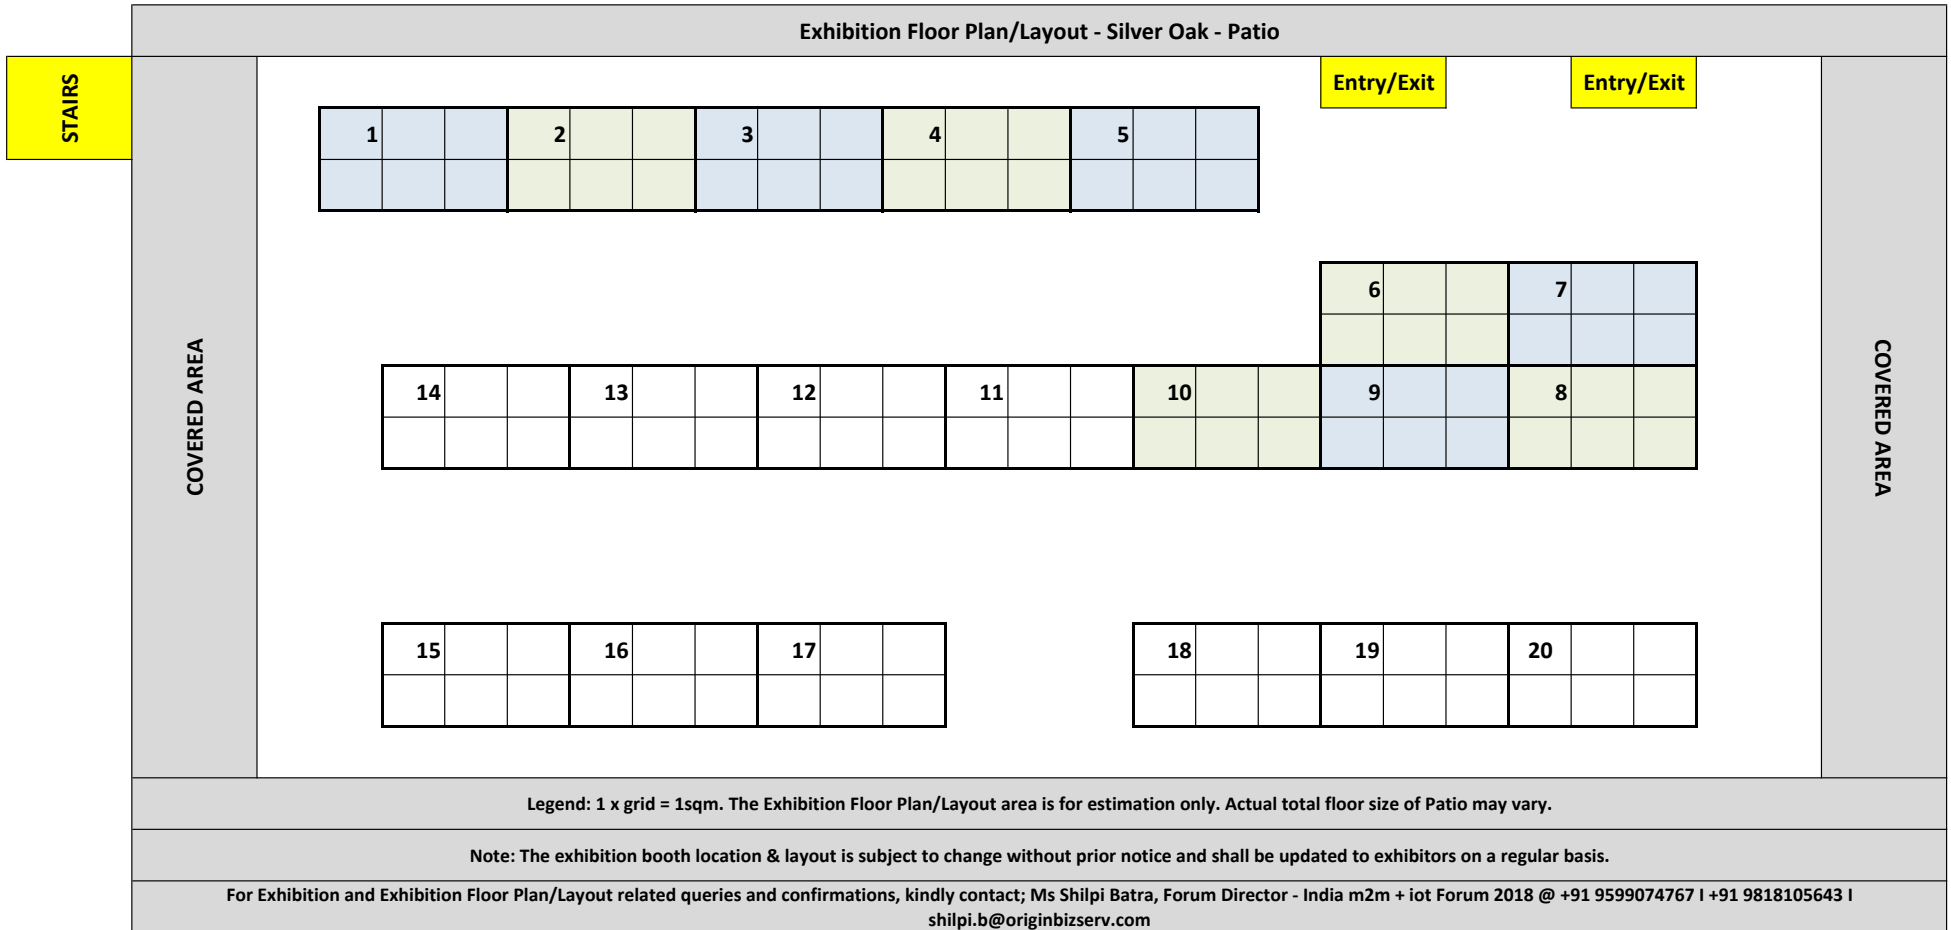 Exhibition Floor Plan/Layout - Silver Oak - Patio
STAIRS
Entry/Exit Entry/Exit
1 2 3 4 5
6 7
COVERED AREA
COVERED AREA
14 13 12 11 10 9 8
15 16 17 18 19 20
Legend: 1 x grid = 1sqm. The Exhibition Floor Plan/Layout area is for estimation only. Actual total floor size of Patio may vary.
Note: The exhibition booth location & layout is subject to change without prior notice and shall be updated to exhibitors on a regular basis.
For Exhibition and Exhibition Floor Plan/Layout related queries and confirmations, kindly contact; Ms Shilpi Batra, Forum Director - India m2m + iot Forum 2018 @ +91 9599074767 I +91 9818105643 I
shilpi.b@originbizserv.com